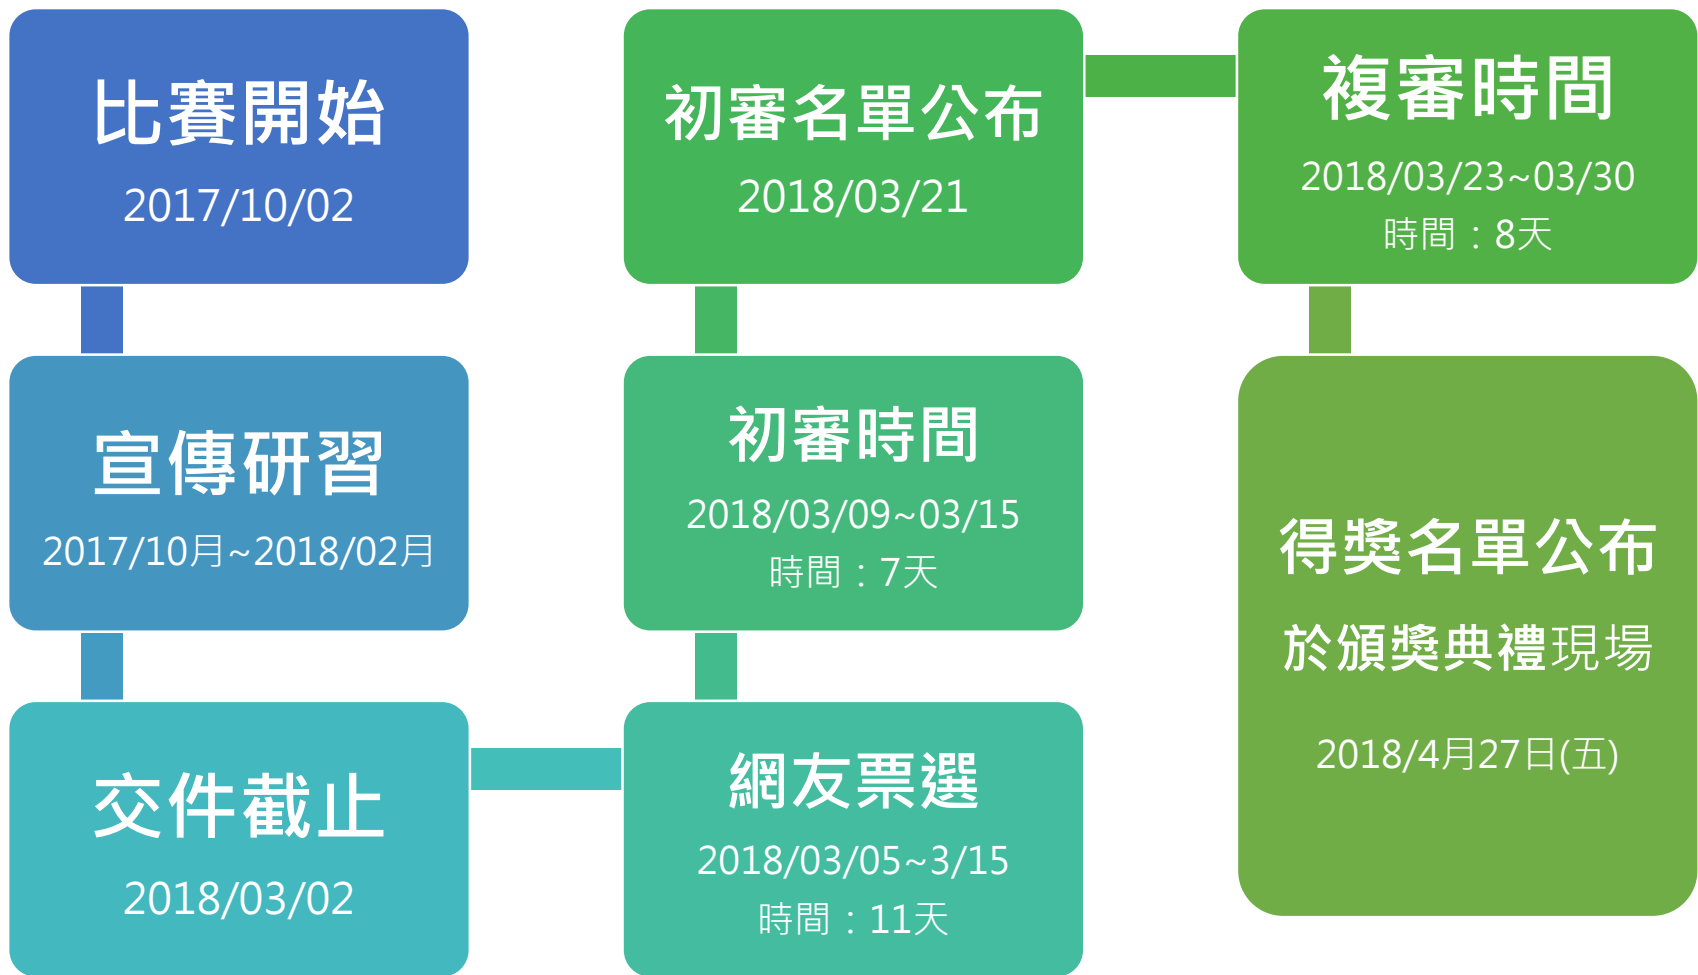 比賽開始
2017/10/02
宣傳研習
2017/10月~2018/02月
交件截止
2018/03/02
網友票選
2018/03/05~3/15
時間：11天
初審時間
2018/03/09~03/15
時間：7天
初審名單公布
2018/03/21
複審時間
2018/03/23~03/30
時間：8天
得獎名單公布
於頒獎典禮現場
2018/4月27日(五)